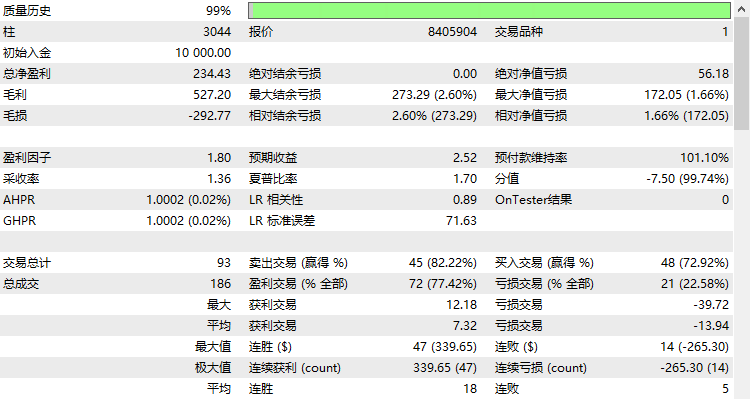 质量历史 99%
柱 3044 报价 8405904 交易品种 1
初始入金 10 000.00
总净盈利 234.43 绝对结余亏损 0.00 绝对净值亏损 56.18
毛利 527.20 最大结余亏损 273.29 (2.60%) 最大净值亏损 172.05 (1.66%)
毛损 -292.77 相对结余亏损 2.60% (273.29) 相对净值亏损 1.66% (172.05)
盈利因子 1.80 预期收益 2.52 预付款维持率 101.10%
采收率 1.36 夏普比率 1.70 分值 -7.50 (99.74%)
AHPR 1.0002 (0.02%) LR 相关性 0.89 OnTester结果 0
GHPR 1.0002 (0.02%) LR 标准误差 71.63
交易总计 93 卖出交易 (赢得 %) 45 (82.22%) 买入交易 (赢得 %) 48 (72.92%)
总成交 186 盈利交易 (% 全部) 72 (77.42%) 亏损交易 (% 全部) 21 (22.58%)
最大 获利交易 12.18 亏损交易 -39.72
平均 获利交易 7.32 亏损交易 -13.94
最大值 连胜 ($) 47 (339.65) 连败 ($) 14 (-265.30)
极大值 连续获利 (count) 339.65 (47) 连续亏损 (count) -265.30 (14)
平均 连胜 18 连败 5